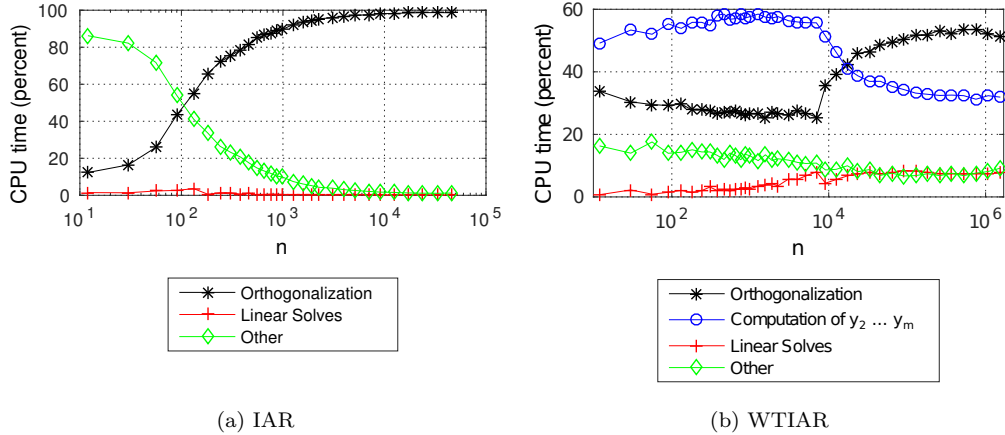 100
80
60
40
20
0
CPU time (percent)
10^1
10^2
10^3
10^4
10^5
n
Orthogonalization
Linear Solves
Other
(a) IAR
60
40
20
0
CPU time (percent)
10^2
10^4
10^6
n
Orthogonalization
Computation of y_2 ... y_m
Linear Solves
Other
(b) WTIAR